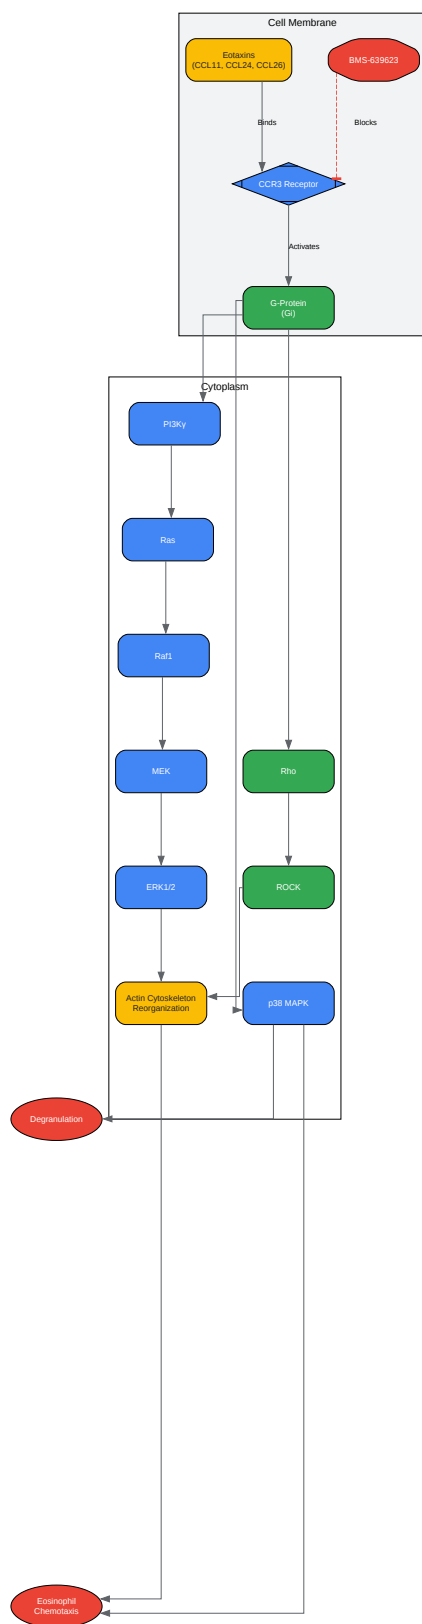 Cell Membrane
Eotaxins
(CCL11, CCL24, CCL26)
BMS-639623
Binds
Blocks
CCR3 Receptor
Activates
G-Protein
(Gi)
Cytoplasm
PI3Kγ
Ras
Raf1
MEK
Rho
ERK1/2
ROCK
Actin Cytoskeleton
Reorganization
p38 MAPK
Degranulation
Eosinophil
Chemotaxis